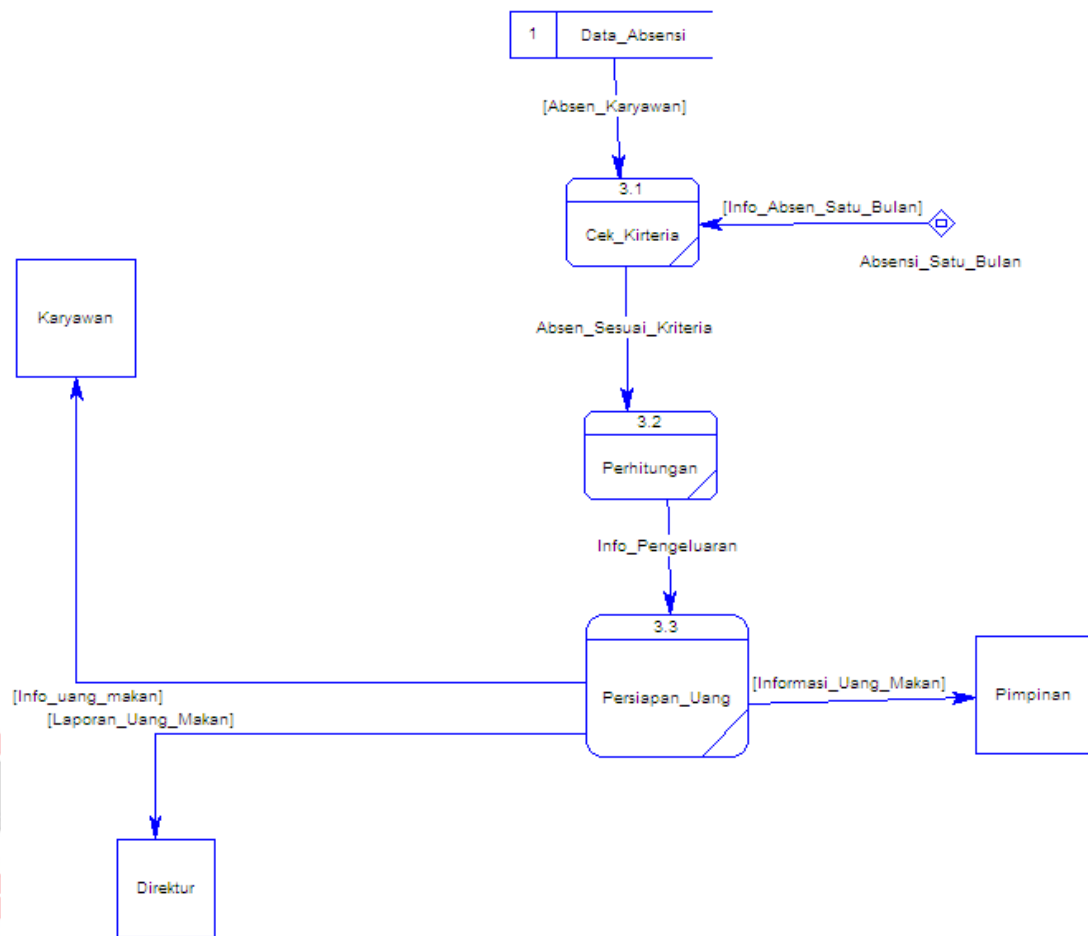 1 Data_Absensi
[Absen_Karyawan]
3.1
[Info_Absen_Satu_Bulan]
Cek_Kirteria
Absensi_Satu_Bulan
Karyawan
Absen_Sesuai_Kriteria
3.2
Perhitungan
Info_Pengeluaran
3.3
[Info_uang_makan]
Persiapan_Uang
[Informasi_Uang_Makan]
Pimpinan
[Laporan_Uang_Makan]
Direktur